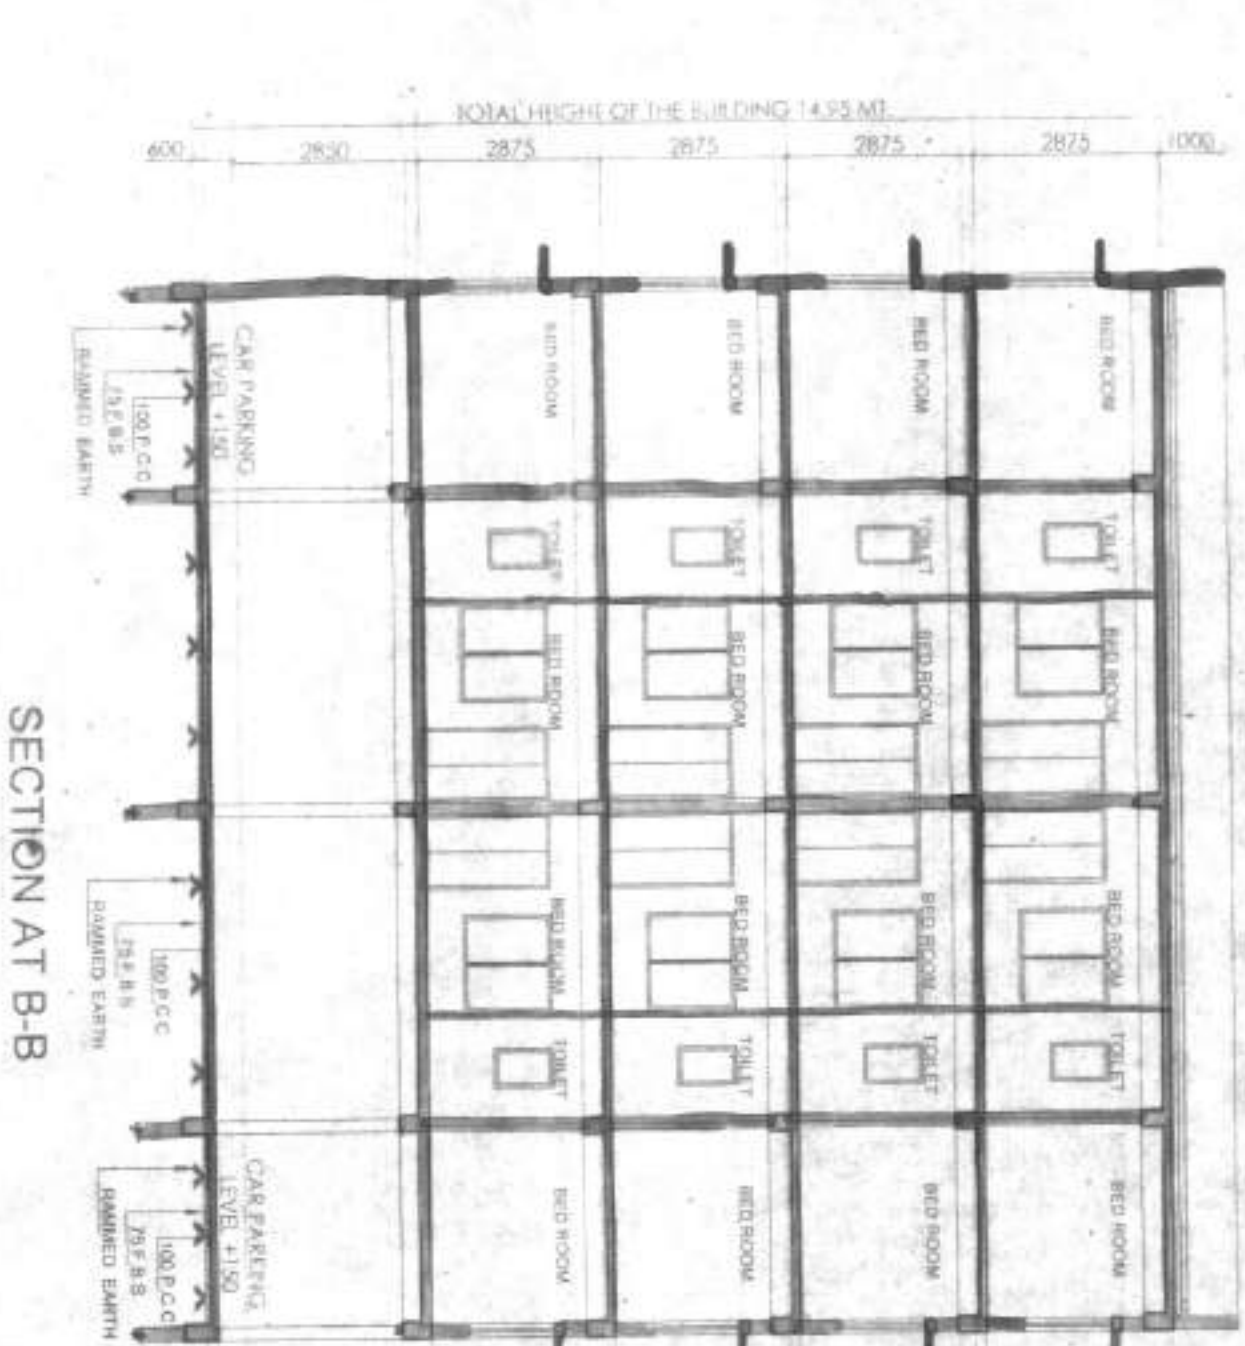 TOTAL HEIGHT OF THE BUILDING 14.95 MT.
600 2850 2875 2875 2875 2875 1000
BED ROOM
TOILET
BED ROOM
BED ROOM
TOILET
BED ROOM
BED ROOM
TOILET
BED ROOM
BED ROOM
TOILET
BED ROOM
BED ROOM
TOILET
BED ROOM
BED ROOM
TOILET
BED ROOM
BED ROOM
TOILET
BED ROOM
BED ROOM
TOILET
BED ROOM
CAR PARKING
LEVEL +150
CAR PARKING
LEVEL +150
100 P.C.C
75 F.B.S
RAMMED EARTH
100 P.C.C
75 F.B.S
RAMMED EARTH
100 P.C.C
75 F.B.S
RAMMED EARTH
SECTION AT B-B